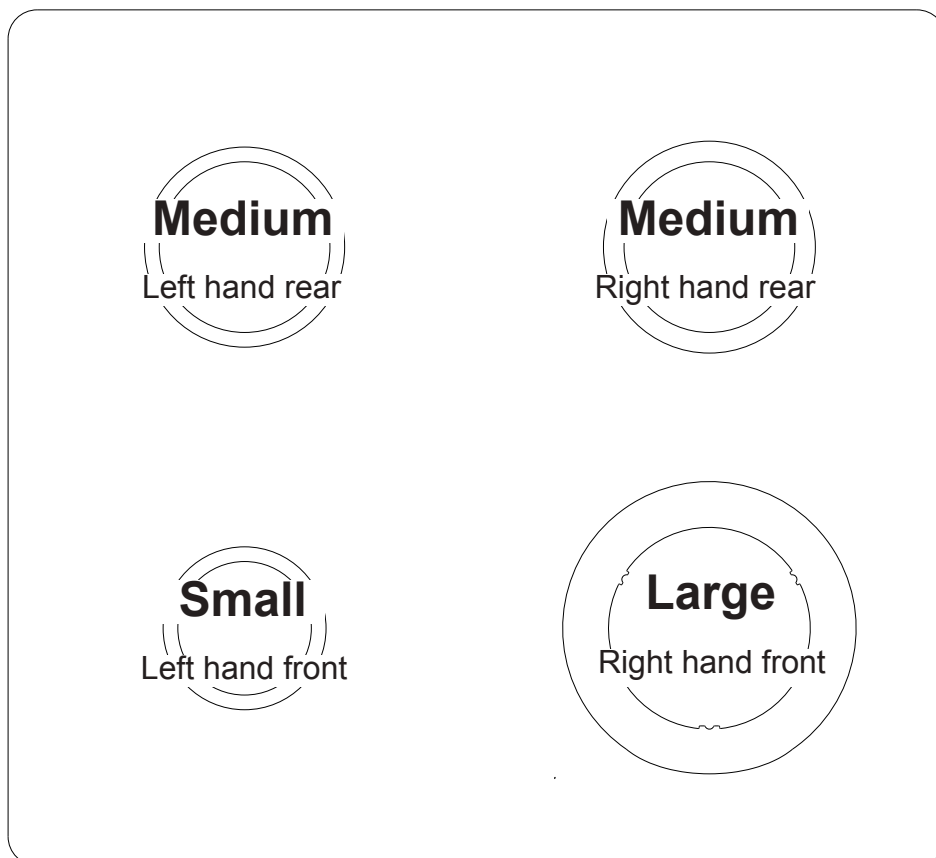 Medium
Left hand rear
Medium
Right hand rear
Small
Left hand front
Large
Right hand front